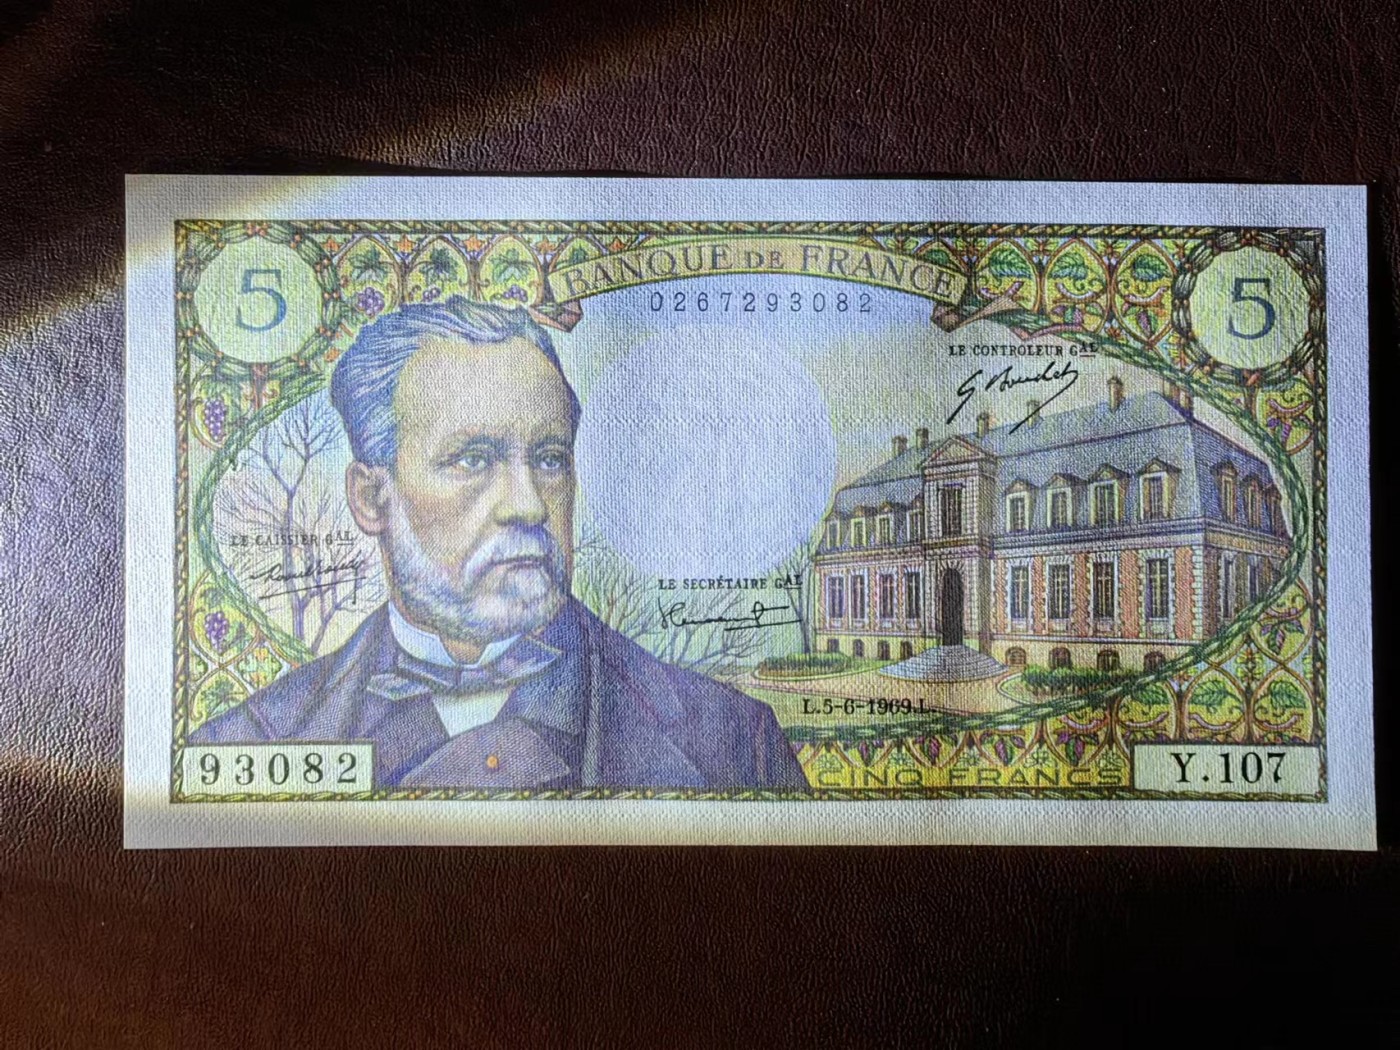 BANQUE DE FRANCE
5
5
0267293082
LE CONTROLEUR GAL
G Bouchet
LE CAISSIER GAL
LE SECRÉTAIRE GAL
L.5-6-1969.L.
93082
CINQ FRANCS
Y.107